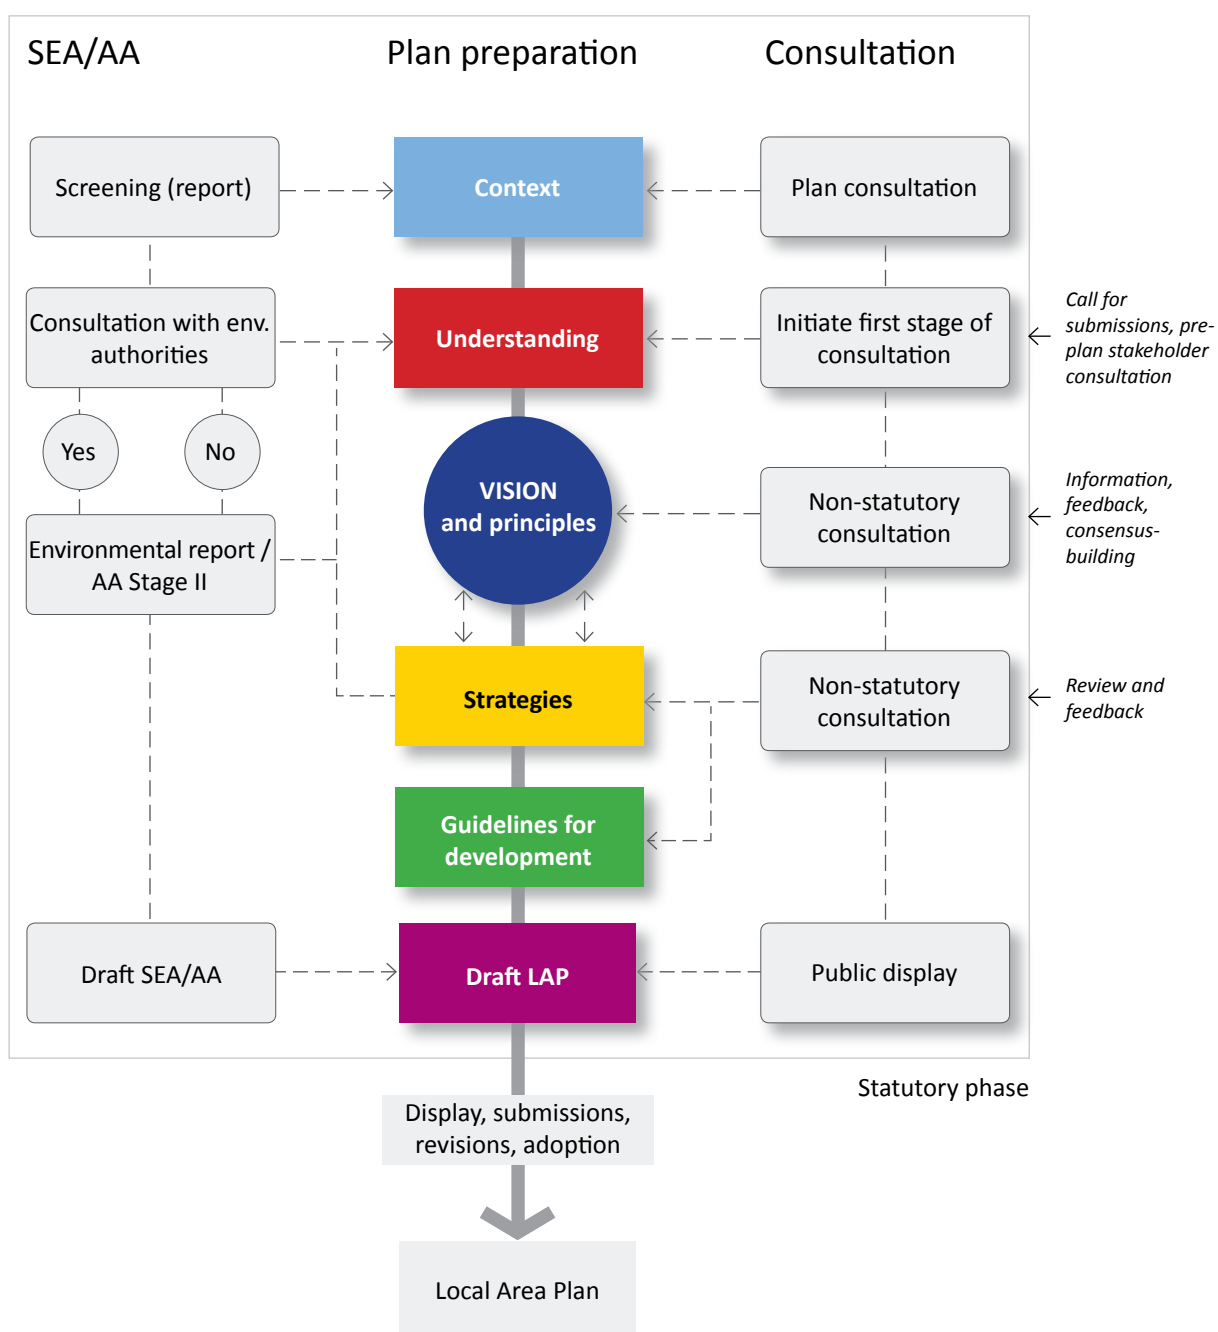 SEA/AA
Plan preparation
Consultation
Screening (report)
Context
Plan consultation
Consultation with env.
authorities
Understanding
Initiate first stage of
consultation
Call for
submissions, pre-
plan stakeholder
consultation
Yes
No
VISION
and principles
Non-statutory
consultation
Information,
feedback,
consensus-
building
Environmental report /
AA Stage II
Strategies
Non-statutory
consultation
Review and
feedback
Guidelines for
development
Draft SEA/AA
Draft LAP
Public display
Statutory phase
Display, submissions,
revisions, adoption
Local Area Plan